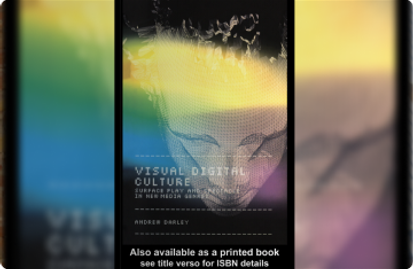 VISUAL DIGITAL
CULTURE
SURFACE PLAY AND SPECTACLE
IN NEW MEDIA GENRES
ANDREW DARLEY
Also available as a printed book
see title verso for ISBN details